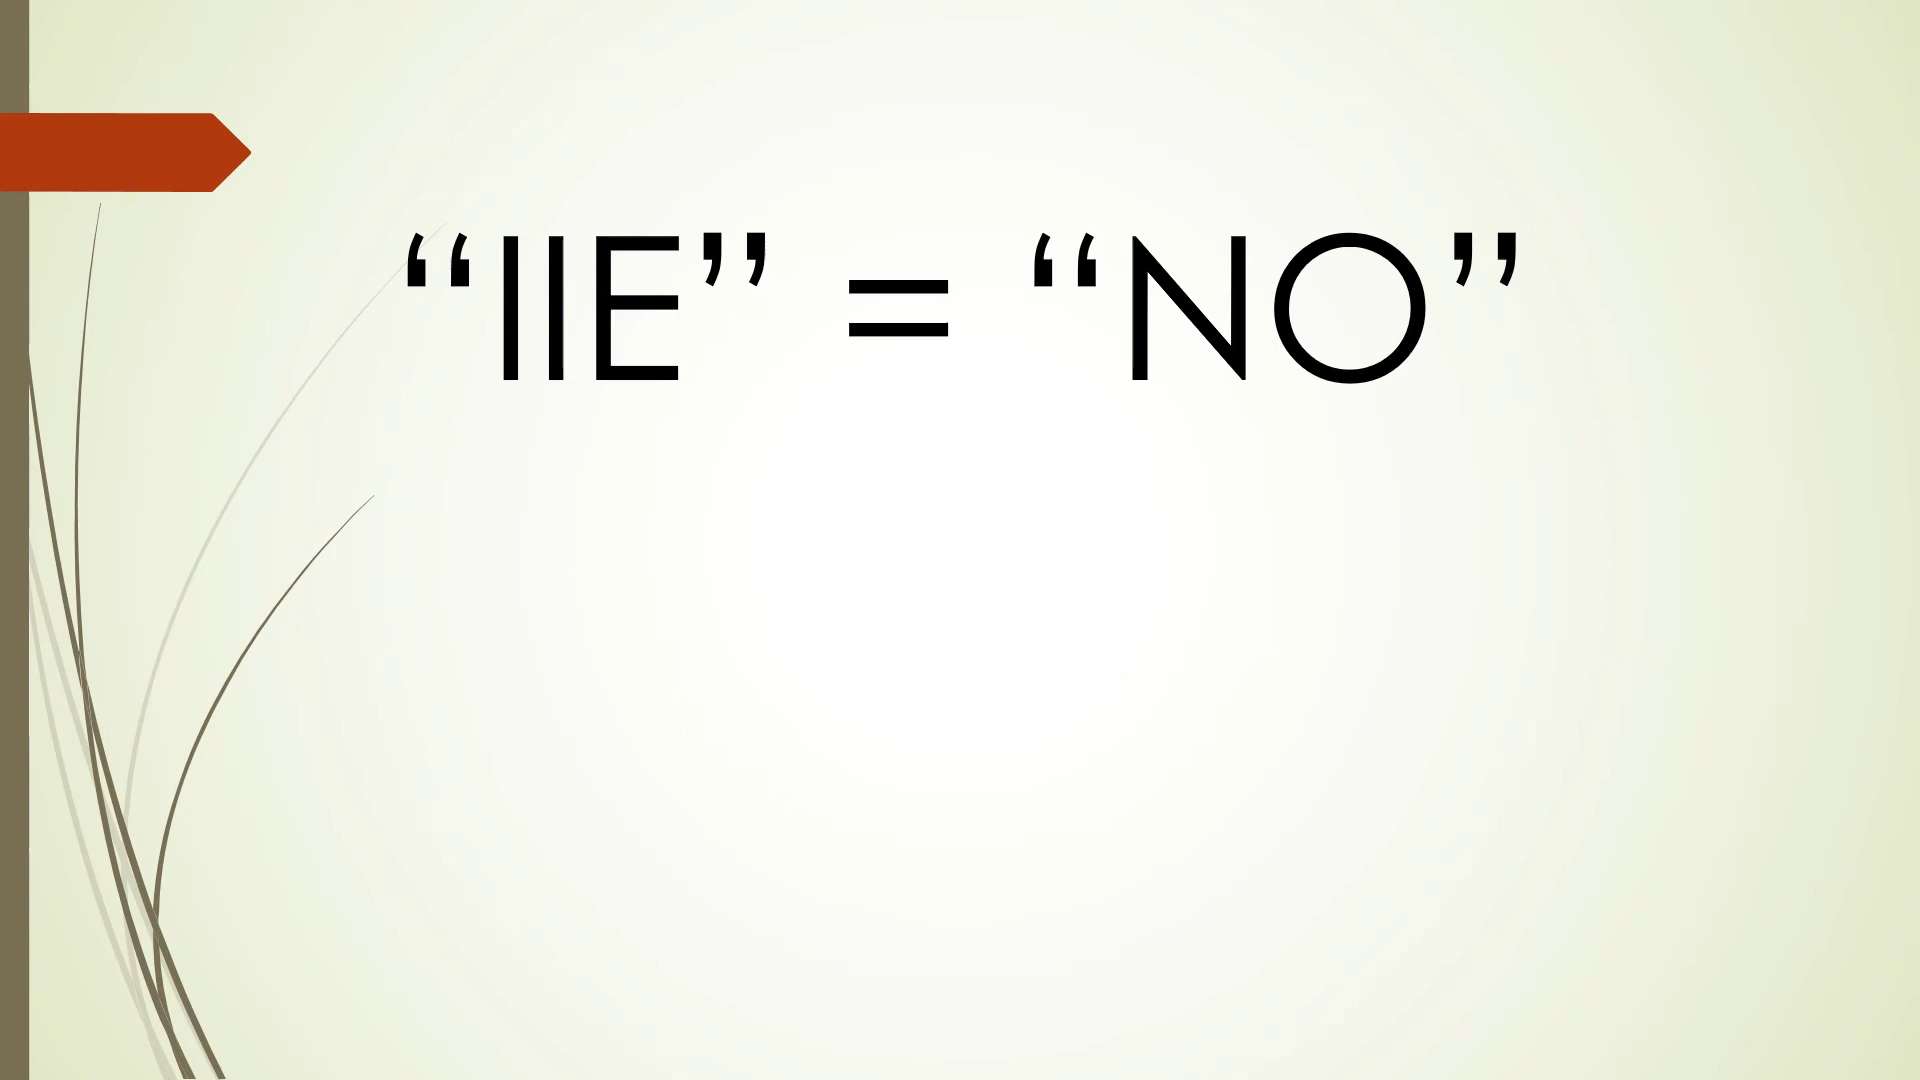 “IIE” = “NO”